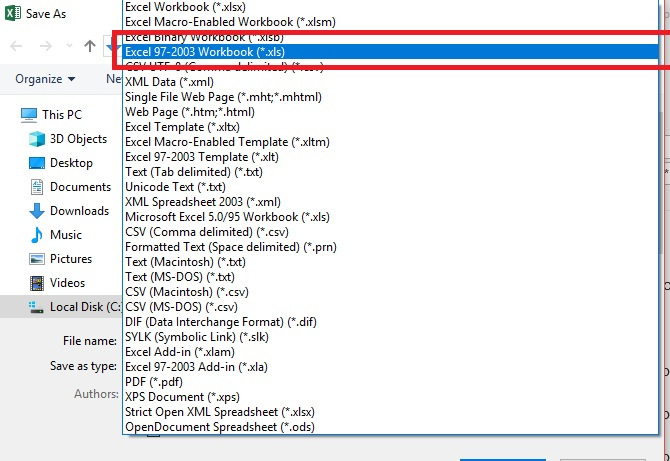 Save As
Excel Workbook (*.xlsx)
Excel Macro-Enabled Workbook (*.xlsm)
Excel Binary Workbook (*.xlsb)
Excel 97-2003 Workbook (*.xls)
CSV UTF-8 (Comma delimited) (*.csv)
XML Data (*.xml)
Single File Web Page (*.mht;*.mhtml)
Web Page (*.htm;*.html)
Excel Template (*.xltx)
Excel Macro-Enabled Template (*.xltm)
Excel 97-2003 Template (*.xlt)
Text (Tab delimited) (*.txt)
Unicode Text (*.txt)
XML Spreadsheet 2003 (*.xml)
Microsoft Excel 5.0/95 Workbook (*.xls)
CSV (Comma delimited) (*.csv)
Formatted Text (Space delimited) (*.prn)
Text (Macintosh) (*.txt)
Text (MS-DOS) (*.txt)
CSV (Macintosh) (*.csv)
CSV (MS-DOS) (*.csv)
DIF (Data Interchange Format) (*.dif)
SYLK (Symbolic Link) (*.slk)
Excel Add-in (*.xlam)
Excel 97-2003 Add-in (*.xla)
PDF (*.pdf)
XPS Document (*.xps)
Strict Open XML Spreadsheet (*.xlsx)
OpenDocument Spreadsheet (*.ods)
Organize
N
This PC
3D Objects
Desktop
Documents
Downloads
Music
Pictures
Videos
Local Disk (C:
File name:
Save as type:
Authors: